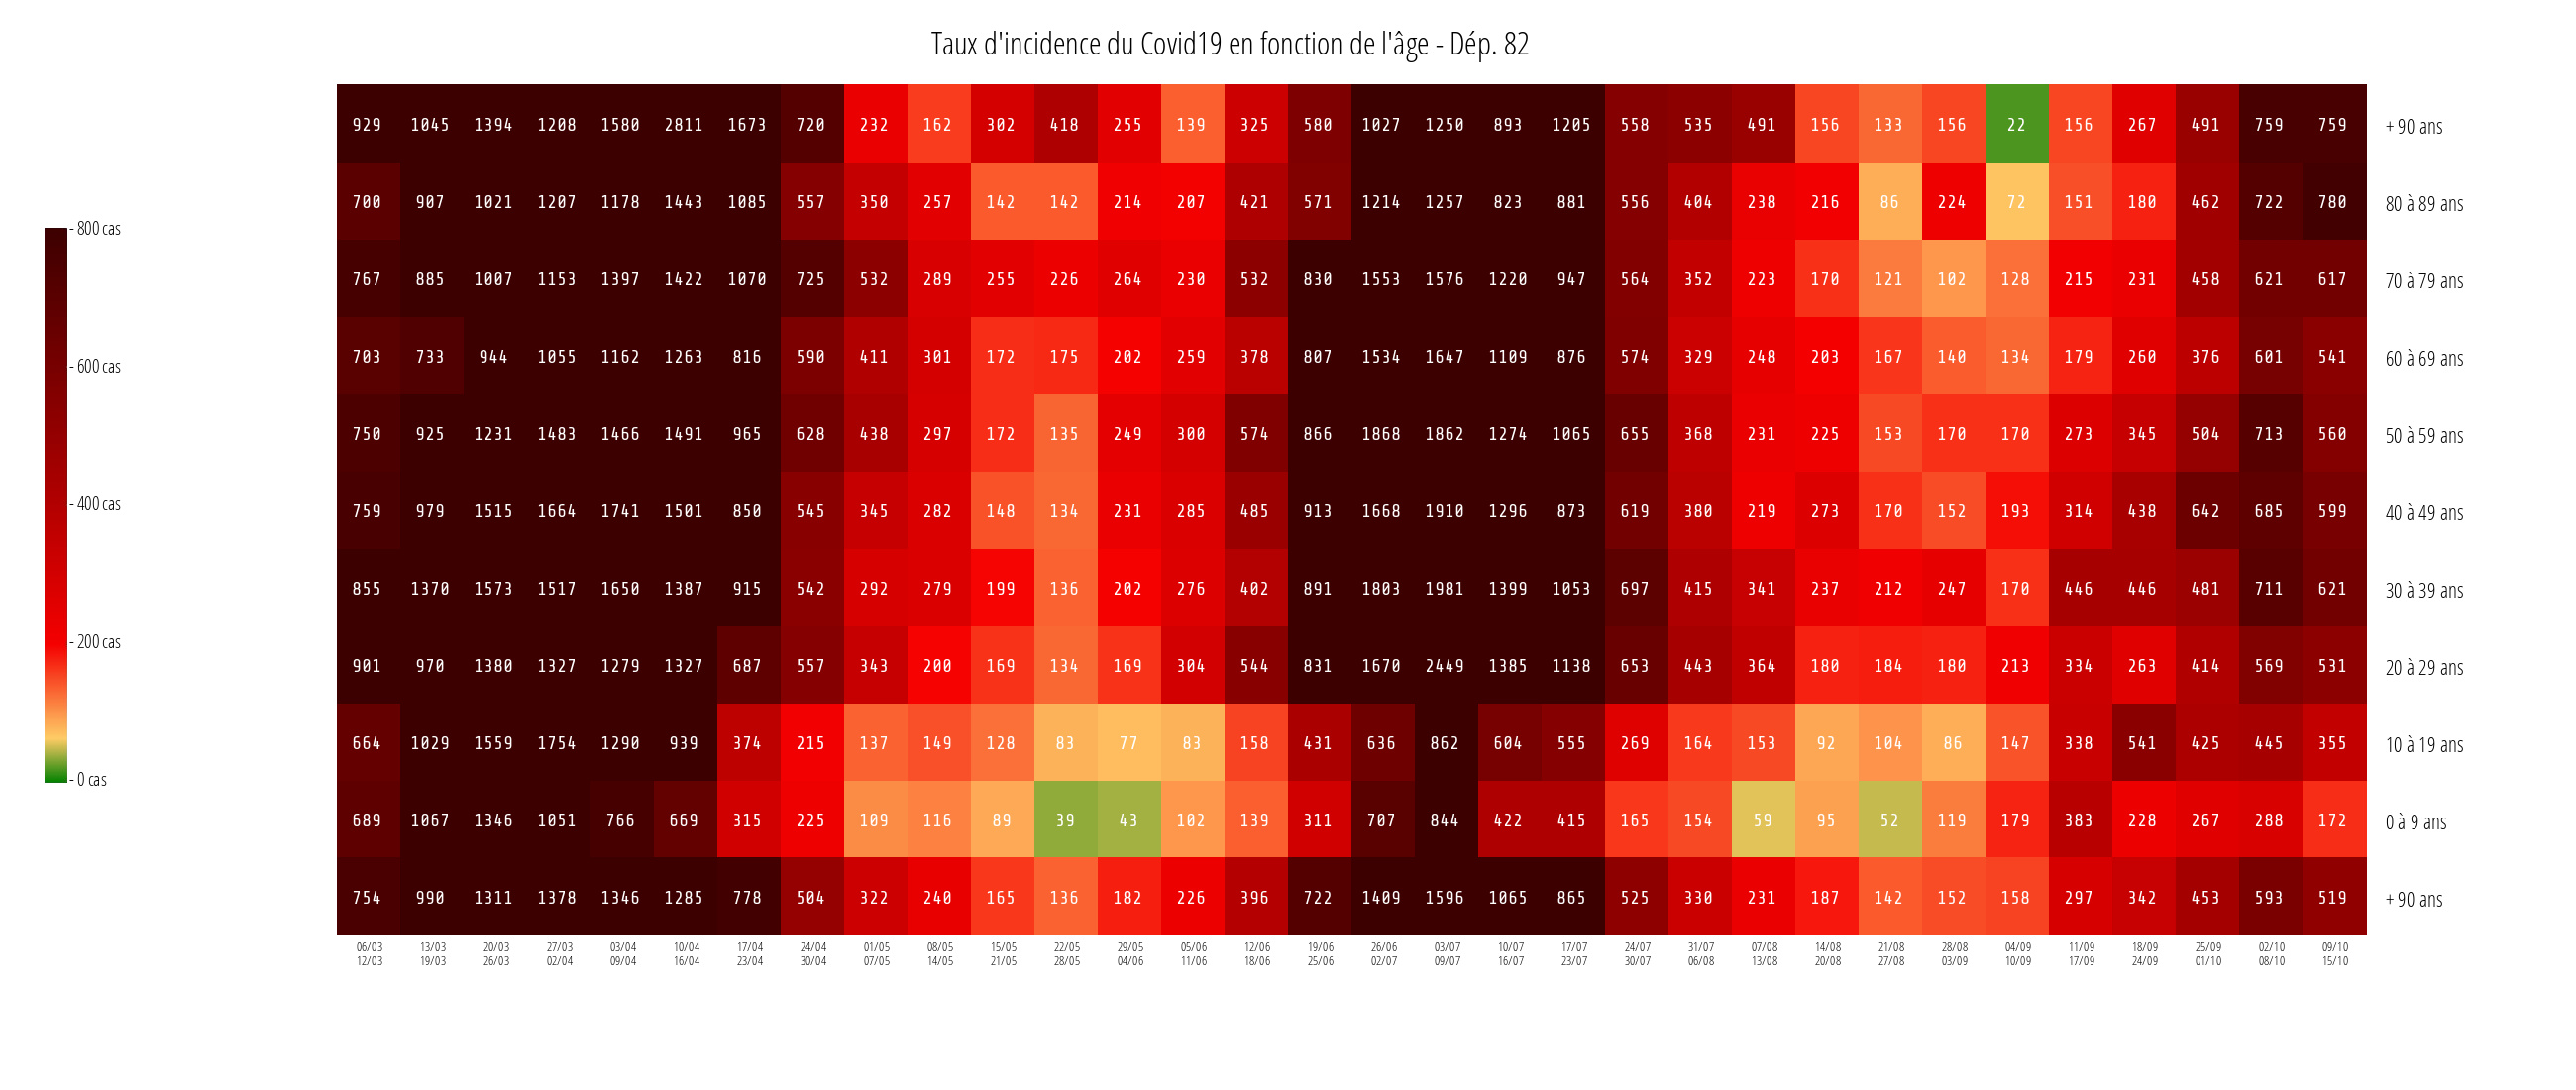 Taux d'incidence du Covid19 en fonction de l'âge - Dép. 82
929 1045 1394 1208 1580 2811 1673 720 232 162 302 418 255 139 325 580 1027 1250 893 1205 558 535 491 156 133 156 22 156 267 491 759 759 + 90 ans
700 907 1021 1207 1178 1443 1085 557 350 257 142 142 214 207 421 571 1214 1257 823 881 556 404 238 216 86 224 72 151 180 462 722 780 80 à 89 ans
- 800 cas
767 885 1007 1153 1397 1422 1070 725 532 289 255 226 264 230 532 830 1553 1576 1220 947 564 352 223 170 121 102 128 215 231 458 621 617 70 à 79 ans
703 733 944 1055 1162 1263 816 590 411 301 172 175 202 259 378 807 1534 1647 1109 876 574 329 248 203 167 140 134 179 260 376 601 541 60 à 69 ans
- 600 cas
750 925 1231 1483 1466 1491 965 628 438 297 172 135 249 300 574 866 1868 1862 1274 1065 655 368 231 225 153 170 170 273 345 504 713 560 50 à 59 ans
- 400 cas
759 979 1515 1664 1741 1501 850 545 345 282 148 134 231 285 485 913 1668 1910 1296 873 619 380 219 273 170 152 193 314 438 642 685 599 40 à 49 ans
855 1370 1573 1517 1650 1387 915 542 292 279 199 136 202 276 402 891 1803 1981 1399 1053 697 415 341 237 212 247 170 446 446 481 711 621 30 à 39 ans
- 200 cas
901 970 1380 1327 1279 1327 687 557 343 200 169 134 169 304 544 831 1670 2449 1385 1138 653 443 364 180 184 180 213 334 263 414 569 531 20 à 29 ans
664 1029 1559 1754 1290 939 374 215 137 149 128 83 77 83 158 431 636 862 604 555 269 164 153 92 104 86 147 338 541 425 445 355 10 à 19 ans
- 0 cas
689 1067 1346 1051 766 669 315 225 109 116 89 39 43 102 139 311 707 844 422 415 165 154 59 95 52 119 179 383 228 267 288 172 0 à 9 ans
754 990 1311 1378 1346 1285 778 504 322 240 165 136 182 226 396 722 1409 1596 1065 865 525 330 231 187 142 152 158 297 342 453 593 519 + 90 ans
06/03 13/03 20/03 27/03 03/04 10/04 17/04 24/04 01/05 08/05 15/05 22/05 29/05 05/06 12/06 19/06 26/06 03/07 10/07 17/07 24/07 31/07 07/08 14/08 21/08 28/08 04/09 11/09 18/09 25/09 02/10 09/10
12/03 19/03 26/03 02/04 09/04 16/04 23/04 30/04 07/05 14/05 21/05 28/05 04/06 11/06 18/06 25/06 02/07 09/07 16/07 23/07 30/07 06/08 13/08 20/08 27/08 03/09 10/09 17/09 24/09 01/10 08/10 15/10